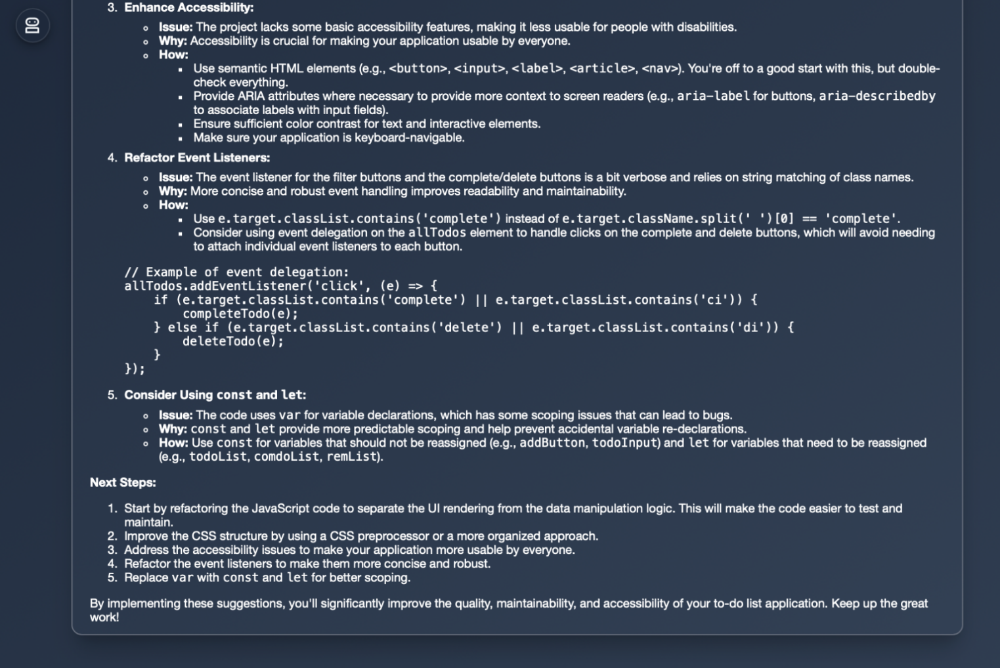 3. Enhance Accessibility:
Issue: The project lacks some basic accessibility features, making it less usable for people with disabilities.
Why: Accessibility is crucial for making your application usable by everyone.
How:
Use semantic HTML elements (e.g., <button>, <input>, <label>, <article>, <nav>). You're off to a good start with this, but double-
check everything.
Provide ARIA attributes where necessary to provide more context to screen readers (e.g., aria-label for buttons, aria-describedby
to associate labels with input fields).
Ensure sufficient color contrast for text and interactive elements.
Make sure your application is keyboard-navigable.
4. Refactor Event Listeners:
Issue: The event listener for the filter buttons and the complete/delete buttons is a bit verbose and relies on string matching of class names.
Why: More concise and robust event handling improves readability and maintainability.
How:
Use e.target.classList.contains('complete') instead of e.target.className.split(' ')[0] == 'complete'.
Consider using event delegation on the allTodos element to handle clicks on the complete and delete buttons, which will avoid needing
to attach individual event listeners to each button.
// Example of event delegation:
allTodos.addEventListener('click', (e) => {
    if (e.target.classList.contains('complete') || e.target.classList.contains('ci')) {
        completeTodo(e);
    } else if (e.target.classList.contains('delete') || e.target.classList.contains('di')) {
        deleteTodo(e);
    }
});
5. Consider Using const and let:
Issue: The code uses var for variable declarations, which has some scoping issues that can lead to bugs.
Why: const and let provide more predictable scoping and help prevent accidental variable re-declarations.
How: Use const for variables that should not be reassigned (e.g., addButton, todoInput) and let for variables that need to be reassigned
(e.g., todoList, comdoList, remList).
Next Steps:
1. Start by refactoring the JavaScript code to separate the UI rendering from the data manipulation logic. This will make the code easier to test and
maintain.
2. Improve the CSS structure by using a CSS preprocessor or a more organized approach.
3. Address the accessibility issues to make your application more usable by everyone.
4. Refactor the event listeners to make them more concise and robust.
5. Replace var with const and let for better scoping.
By implementing these suggestions, you'll significantly improve the quality, maintainability, and accessibility of your to-do list application. Keep up the great
work!